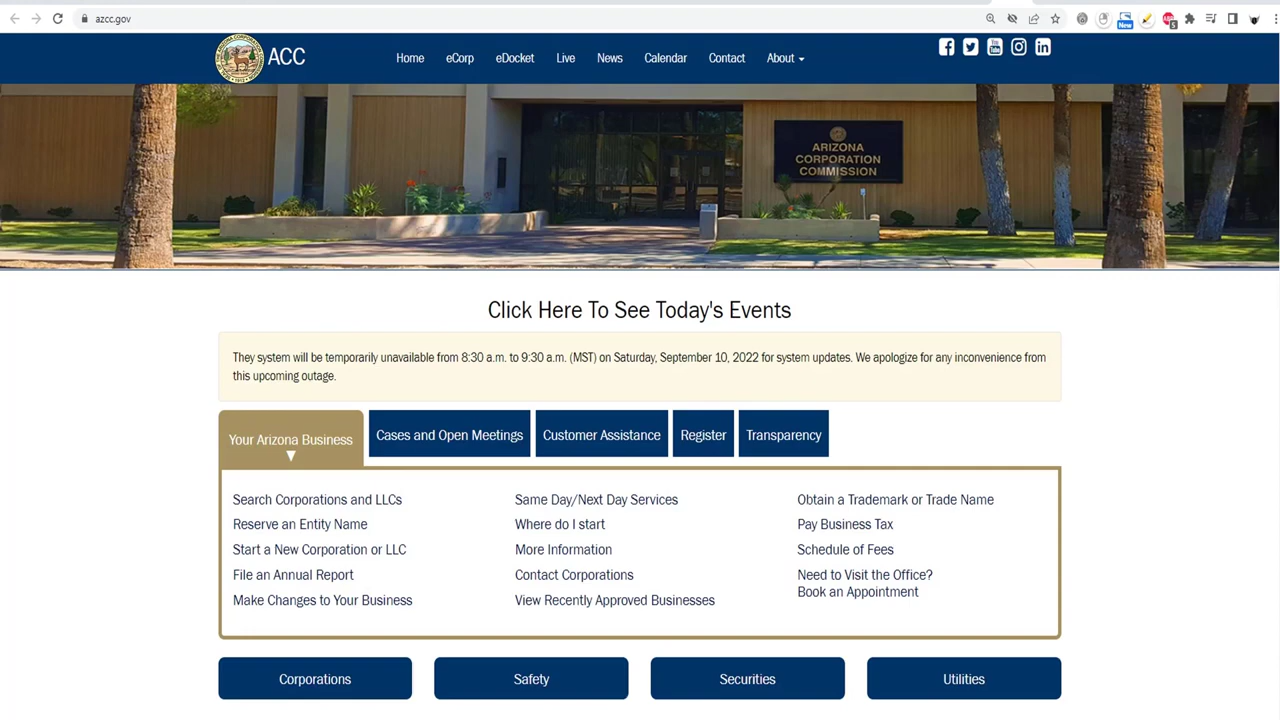 azcc.gov
New
5
ACC
Home eCorp eDocket Live News Calendar Contact About
ARIZONA
CORPORATION
COMMISSION
Click Here To See Today's Events
They system will be temporarily unavailable from 8:30 a.m. to 9:30 a.m. (MST) on Saturday, September 10, 2022 for system updates. We apologize for any inconvenience from
this upcoming outage.
Your Arizona Business Cases and Open Meetings Customer Assistance Register Transparency
Search Corporations and LLCs
Reserve an Entity Name
Start a New Corporation or LLC
File an Annual Report
Make Changes to Your Business
Same Day/Next Day Services
Where do I start
More Information
Contact Corporations
View Recently Approved Businesses
Obtain a Trademark or Trade Name
Pay Business Tax
Schedule of Fees
Need to Visit the Office?
Book an Appointment
Corporations Safety Securities Utilities